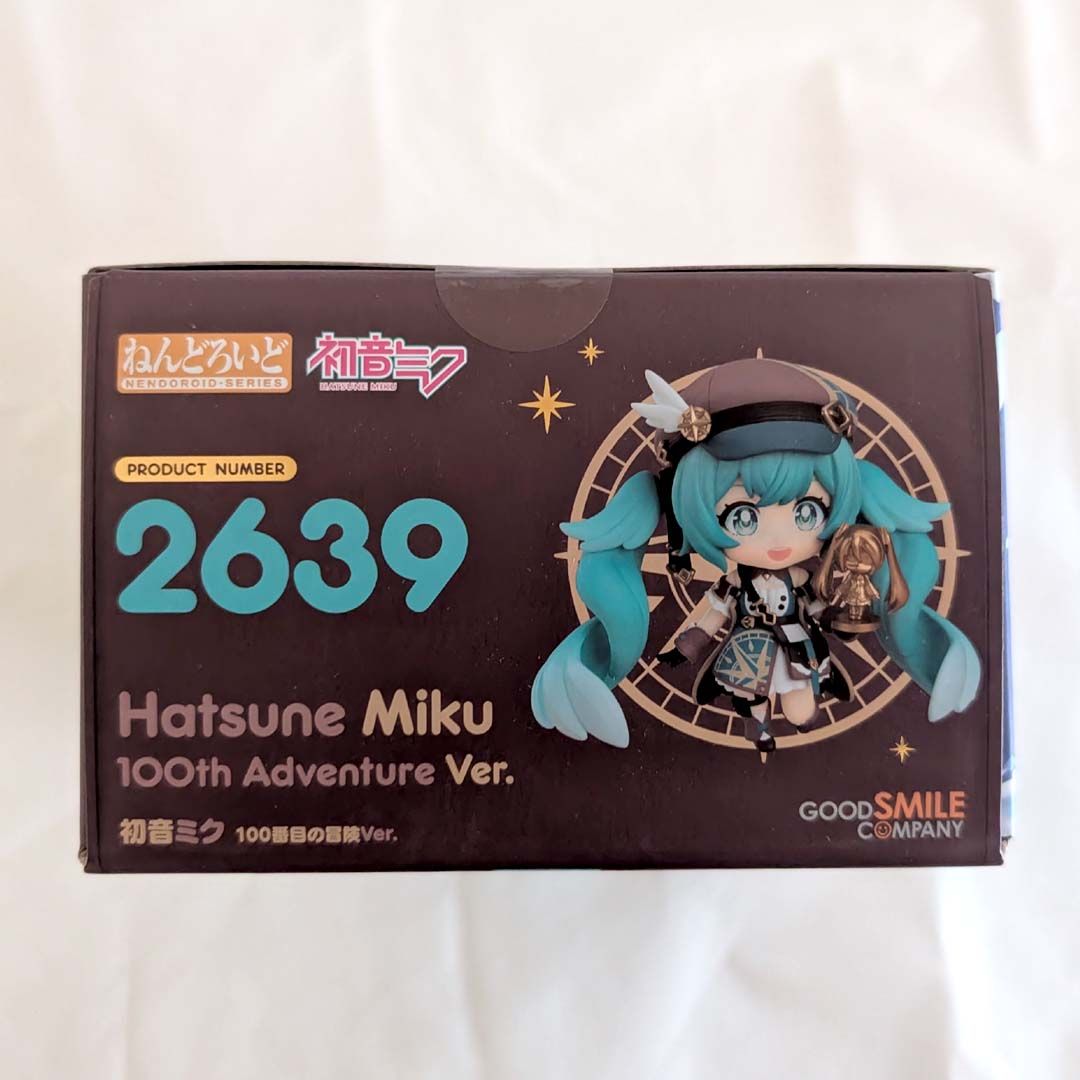 ねんどろいど
NENDOROID-SERIES
初音ミク
HATSUNE MIKU
PRODUCT NUMBER
2639
Hatsune Miku
100th Adventure Ver.
初音ミク 100番目の冒険Ver.
GOOD SMILE
COMPANY